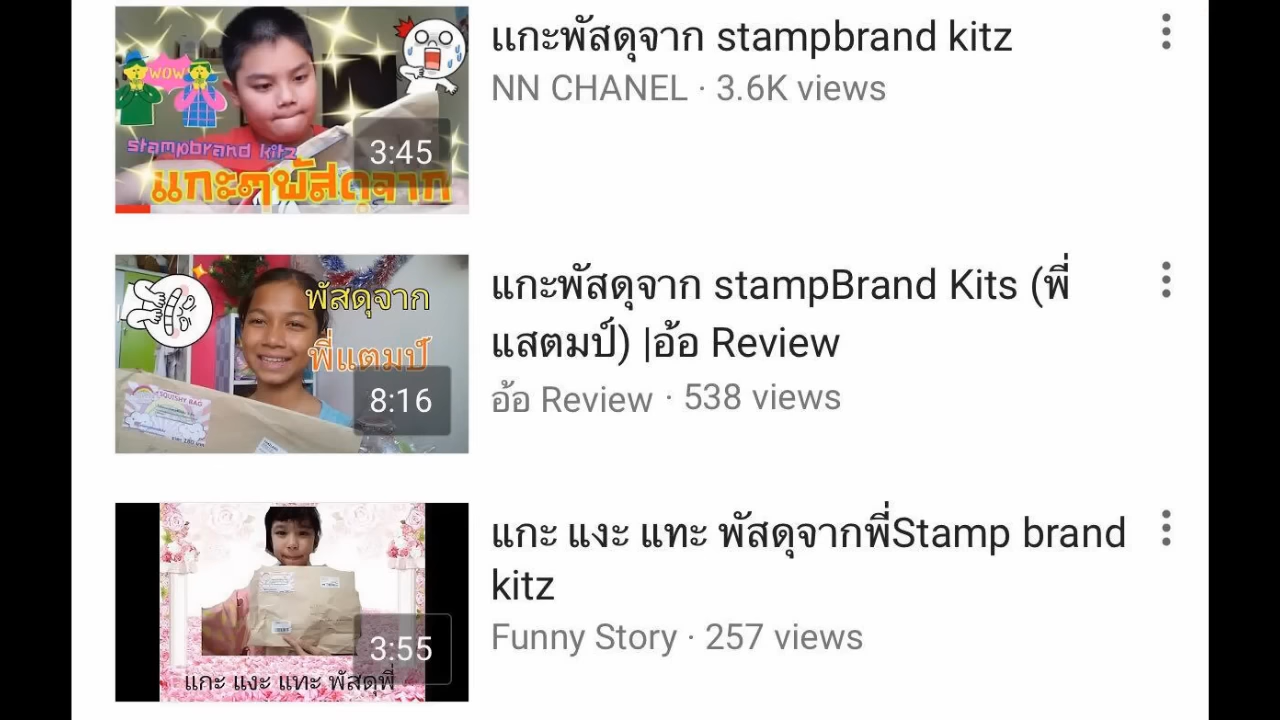 แกะพัสดุจาก stampbrand kitz
NN CHANEL · 3.6K views
WOW
stampbrand kitz
3:45
แกะๆพัสดุจาก
แกะพัสดุจาก stampBrand Kits (พี่
แสตมป์) |อ้อ Review
อ้อ Review · 538 views
พัสดุจาก
พี่แตมป์
8:16
SQUISHY BAG
แกะ แงะ แทะ พัสดุจากพี่Stamp brand
kitz
Funny Story · 257 views
3:55
แกะ แงะ แทะ พัสดุพี่